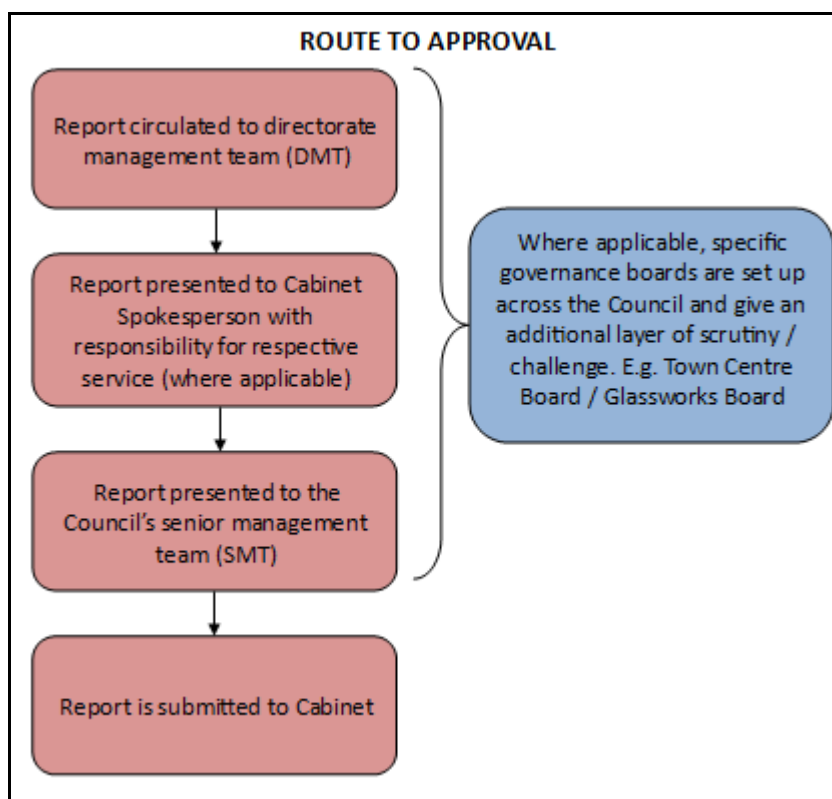 ROUTE TO APPROVAL
Report circulated to directorate
management team (DMT)
Report presented to Cabinet
Spokesperson with
responsibility for respective
service (where applicable)
Report presented to the
Council's senior management
team (SMT)
Report is submitted to Cabinet
Where applicable, specific
governance boards are set up
across the Council and give an
additional layer of scrutiny /
challenge. E.g. Town Centre
Board / Glassworks Board